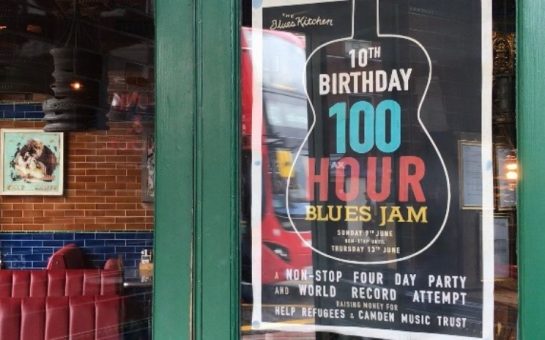 THE
Blues Kitchen
10TH
BIRTHDAY
100
HOUR
BLUES JAM
SUNDAY 9TH JUNE
NON-STOP UNTIL
THURSDAY 13TH JUNE
A NON-STOP FOUR DAY PARTY
AND WORLD RECORD ATTEMPT
RAISING MONEY FOR
HELP REFUGEES & CAMDEN MUSIC TRUST